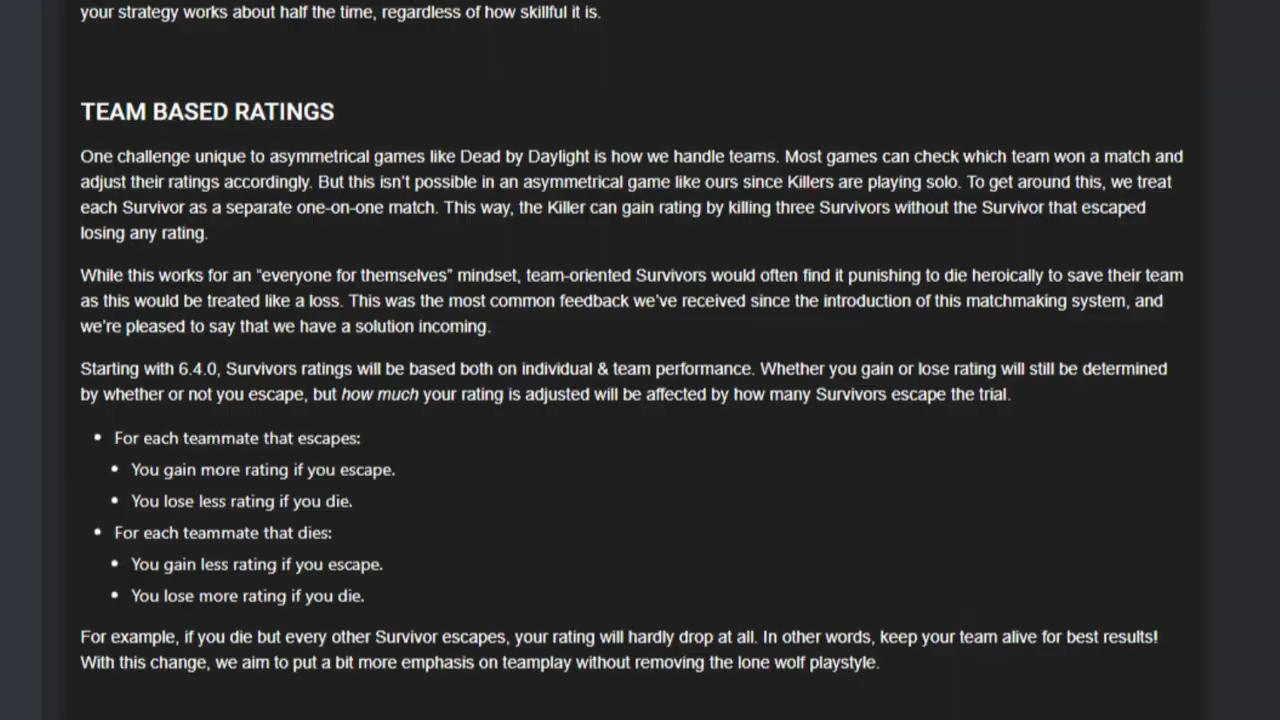 your strategy works about half the time, regardless of how skillful it is.
TEAM BASED RATINGS
One challenge unique to asymmetrical games like Dead by Daylight is how we handle teams. Most games can check which team won a match and
adjust their ratings accordingly. But this isn't possible in an asymmetrical game like ours since Killers are playing solo. To get around this, we treat
each Survivor as a separate one-on-one match. This way, the Killer can gain rating by killing three Survivors without the Survivor that escaped
losing any rating.
While this works for an “everyone for themselves” mindset, team-oriented Survivors would often find it punishing to die heroically to save their team
as this would be treated like a loss. This was the most common feedback we've received since the introduction of this matchmaking system, and
we're pleased to say that we have a solution incoming.
Starting with 6.4.0, Survivors ratings will be based both on individual & team performance. Whether you gain or lose rating will still be determined
by whether or not you escape, but how much your rating is adjusted will be affected by how many Survivors escape the trial.
• For each teammate that escapes:
• You gain more rating if you escape.
• You lose less rating if you die.
• For each teammate that dies:
• You gain less rating if you escape.
• You lose more rating if you die.
For example, if you die but every other Survivor escapes, your rating will hardly drop at all. In other words, keep your team alive for best results!
With this change, we aim to put a bit more emphasis on teamplay without removing the lone wolf playstyle.